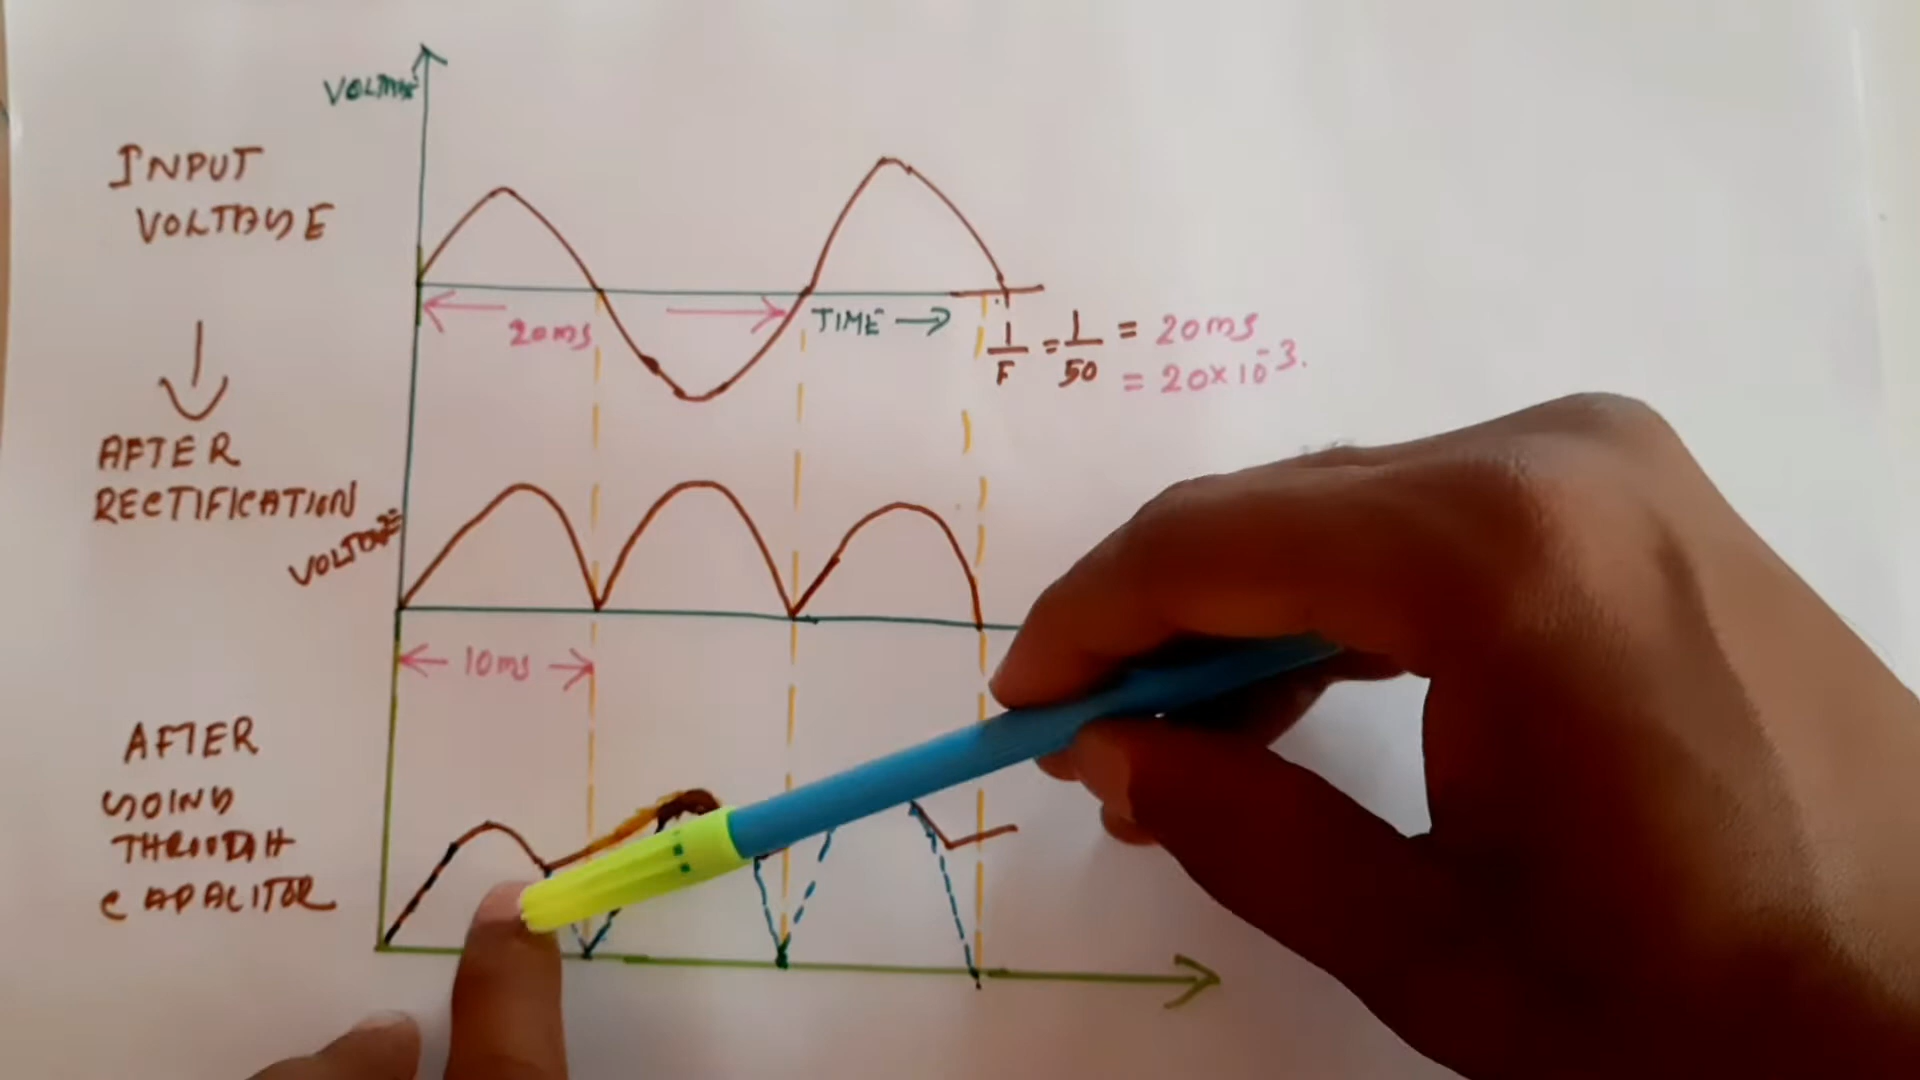 VOLTAGE
INPUT
VOLTAGE
20ms
TIME →
1/F = 1/50 = 20ms
= 20×10⁻³.
AFTER
RECTIFICATION
VOLTAGE
10ms
AFTER
GOING
THROUGH
CAPACITOR